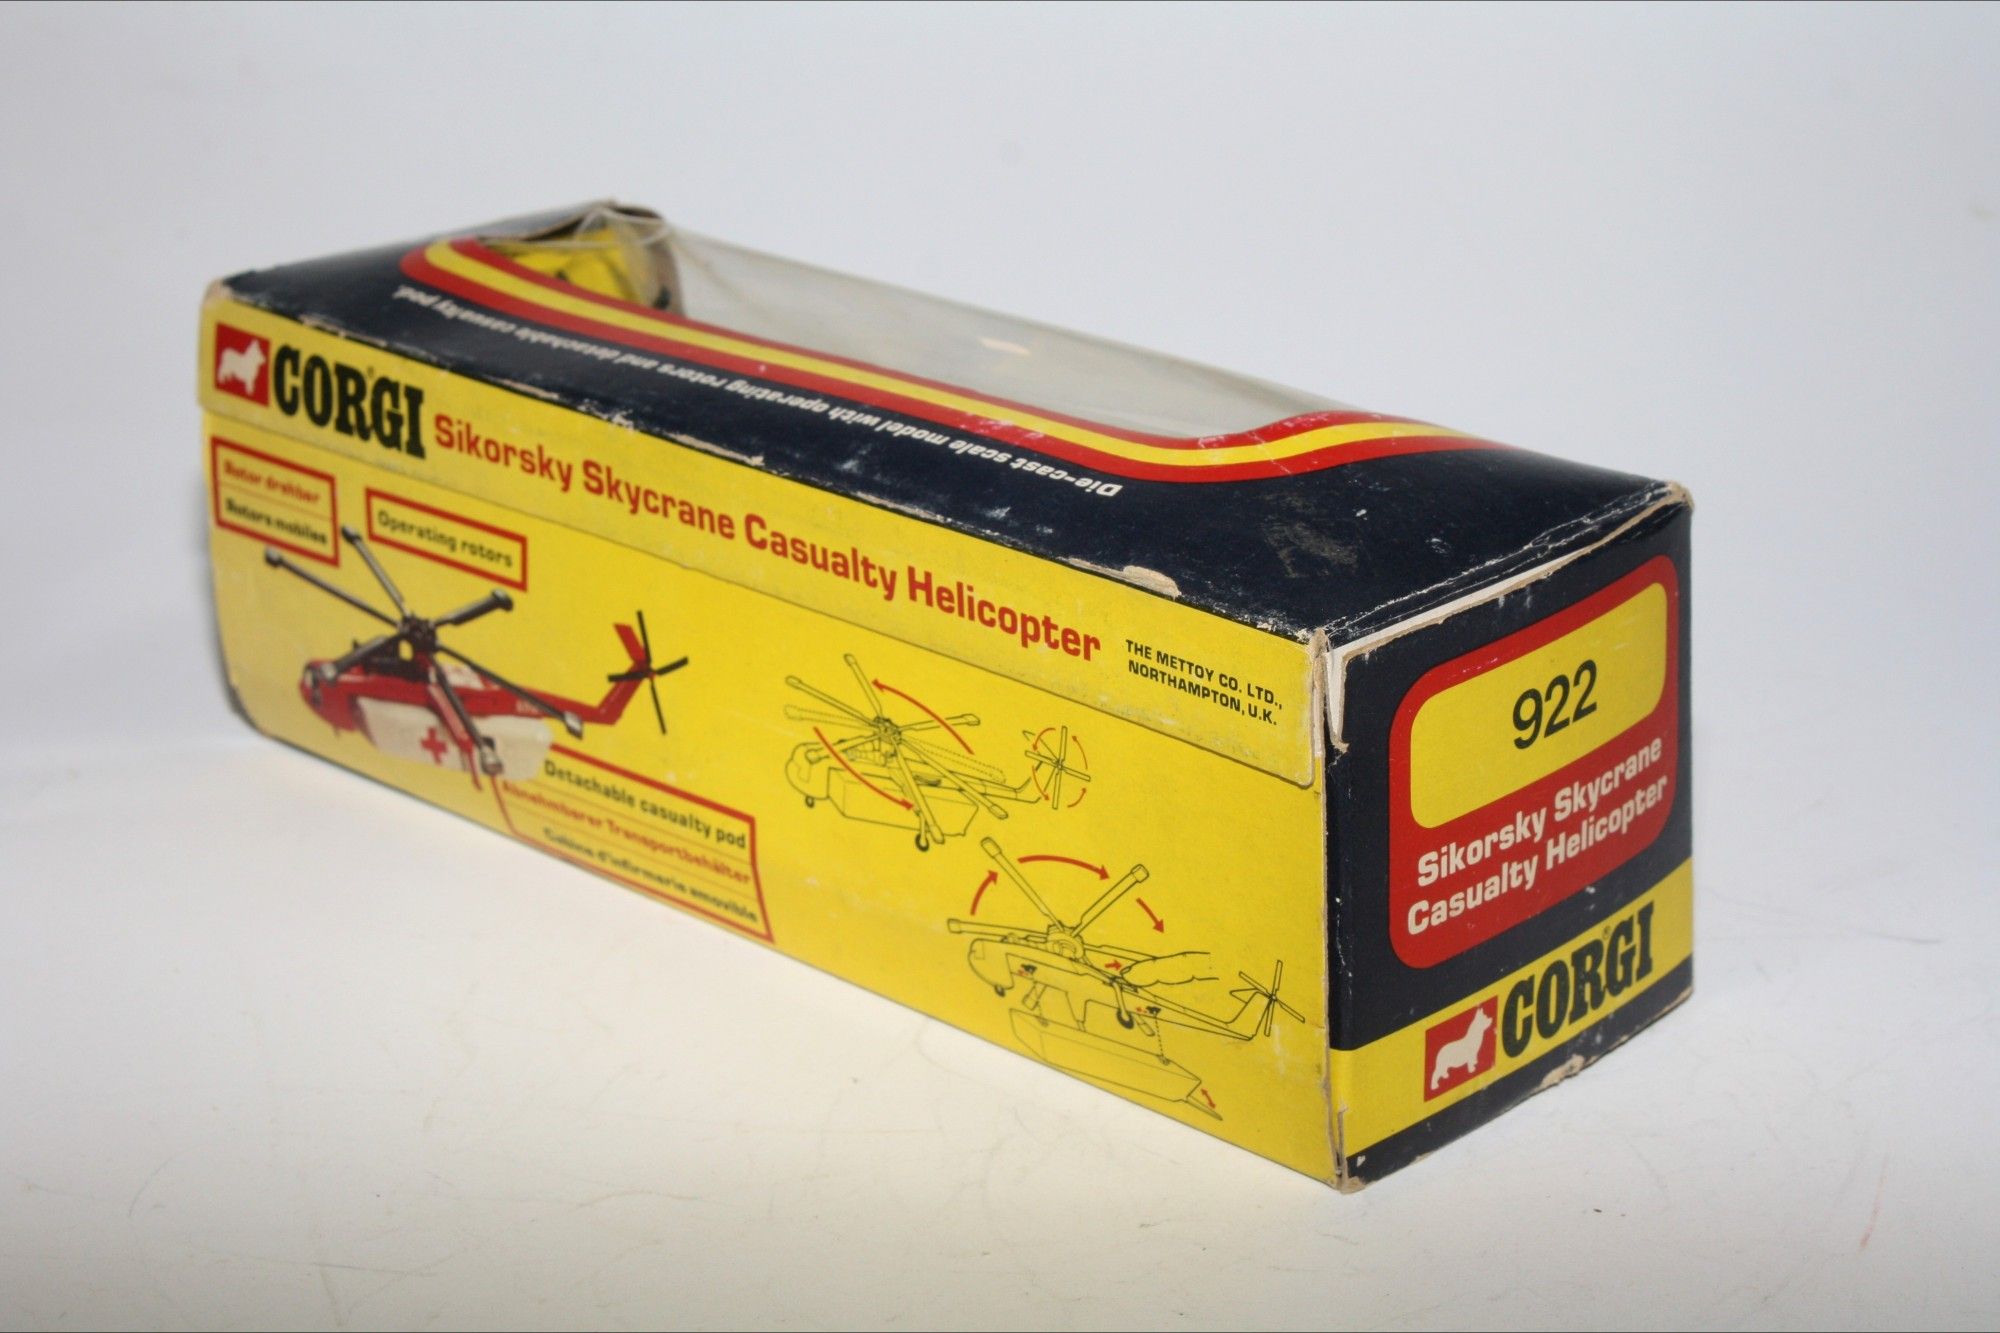 Die-cast scale model with operating rotors and detachable casualty pod.
CORGI®
Sikorsky Skycrane Casualty Helicopter
THE METTOY CO. LTD.,
NORTHAMPTON, U.K.
Rotor drehbar
Rotors mobiles
Operating rotors
Detachable casualty pod
Abnehmbarer Transportbehälter
Cabine d'infirmerie amovible
922
Sikorsky Skycrane
Casualty Helicopter
CORGI®